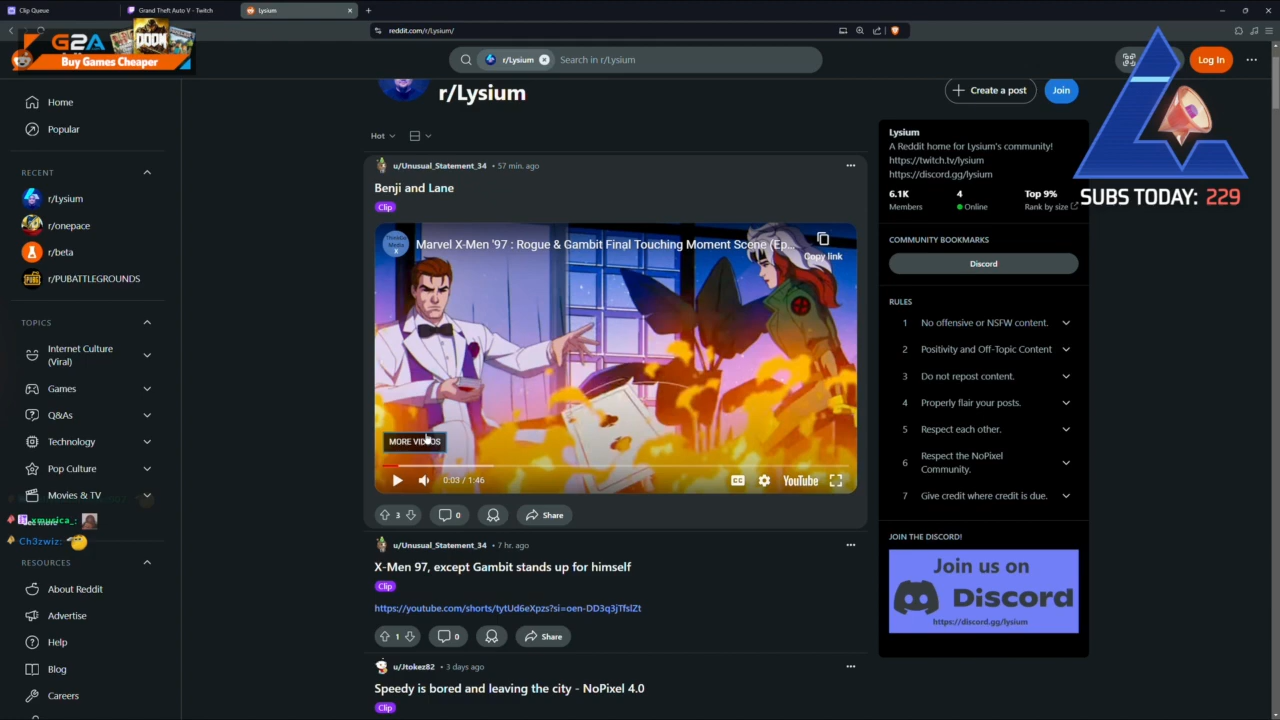 Clip Queue
Grand Theft Auto V - Twitch
Lysium
reddit.com/r/Lysium/
G2A
Buy Games Cheaper
DOOM
r/Lysium
Search in r/Lysium
Log In
Home
Popular
RECENT
r/Lysium
r/onepace
r/beta
r/PUBATTLEGROUNDS
TOPICS
Internet Culture
(Viral)
Games
Q&As
Technology
Pop Culture
Movies & TV
xmurica_:
Ch3zwiz:
RESOURCES
About Reddit
Advertise
Help
Blog
Careers
r/Lysium
Create a post
Join
Hot
u/Unusual_Statement_34 • 57 min. ago
Benji and Lane
Clip
Marvel X-Men '97 : Rogue & Gambit Final Touching Moment Scene (Ep...
Copy link
MORE VIDEOS
0:03 / 1:46
YouTube
3
0
Share
u/Unusual_Statement_34 • 7 hr. ago
X-Men 97, except Gambit stands up for himself
Clip
https://youtube.com/shorts/tytUd6eXpzs?si=oen-DD3q3jTfslZt
1
0
Share
u/Jtokez82 • 3 days ago
Speedy is bored and leaving the city - NoPixel 4.0
Clip
Lysium
A Reddit home for Lysium's community!
https://twitch.tv/lysium
https://discord.gg/lysium
6.1K 4 Top 9%
Members Online Rank by size
SUBS TODAY: 229
COMMUNITY BOOKMARKS
Discord
RULES
1 No offensive or NSFW content.
2 Positivity and Off-Topic Content
3 Do not repost content.
4 Properly flair your posts.
5 Respect each other.
6 Respect the NoPixel
Community.
7 Give credit where credit is due.
JOIN THE DISCORD!
Join us on
Discord
https://discord.gg/lysium